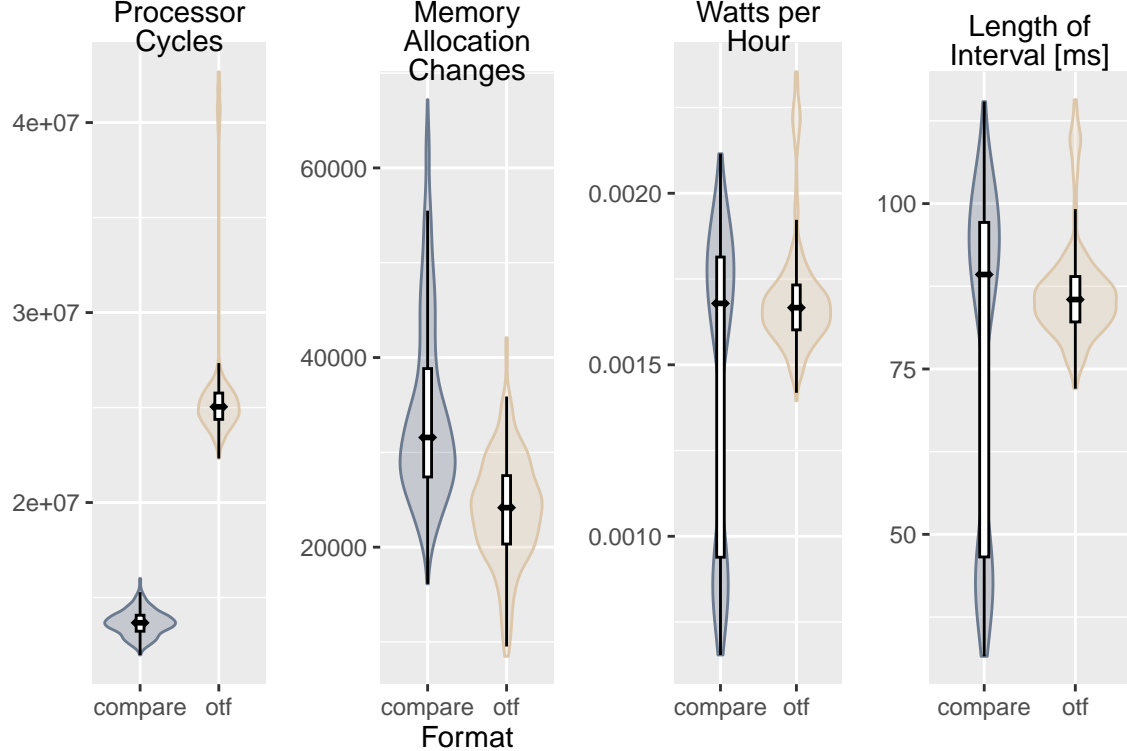 Processor
Cycles
4e+07
3e+07
2e+07
compare otf
Memory
Allocation
Changes
60000
40000
20000
compare otf
Format
Watts per
Hour
0.0020
0.0015
0.0010
compare otf
Length of
Interval [ms]
100
75
50
compare otf